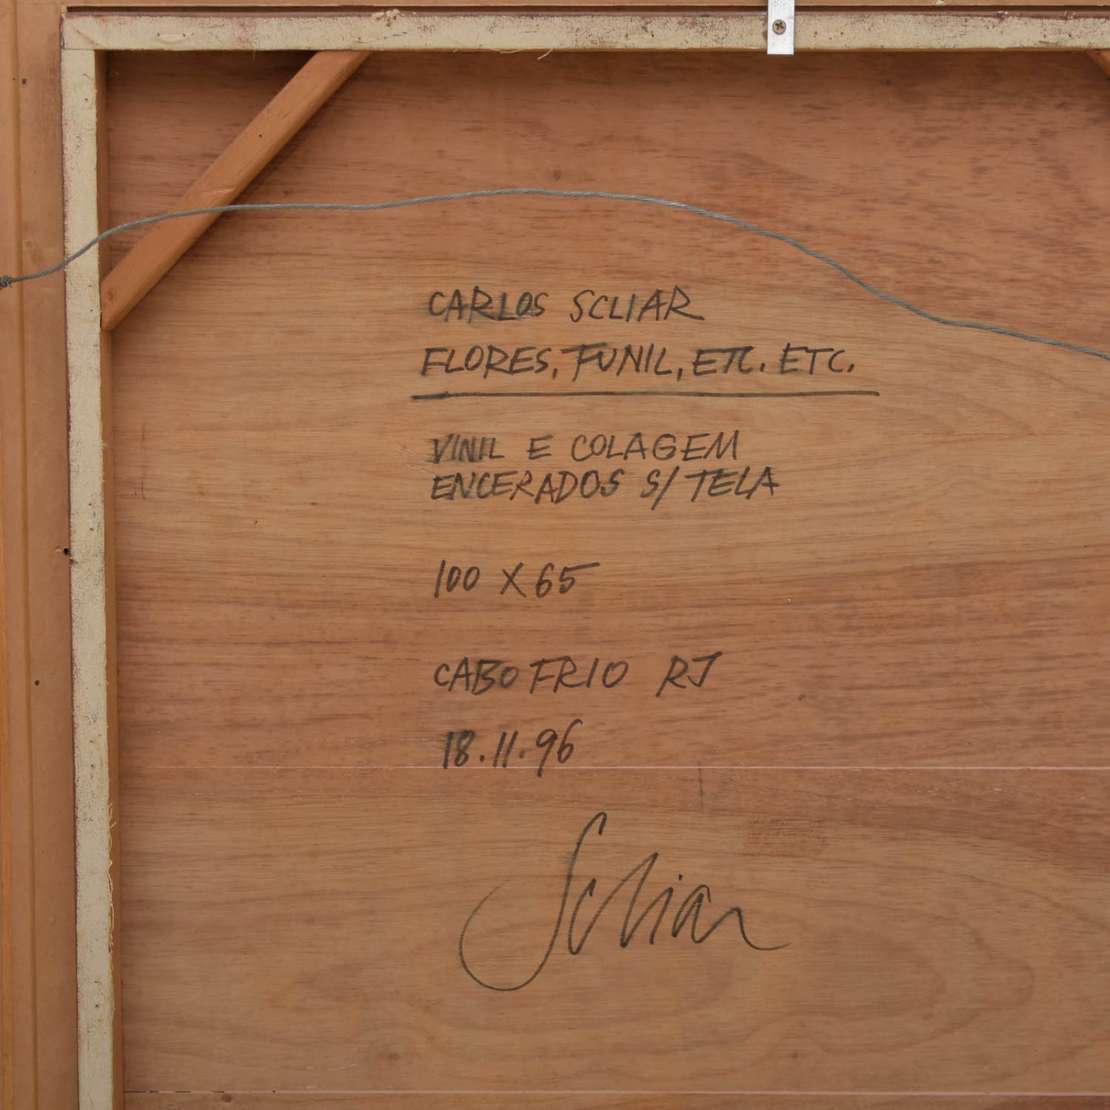 CARLOS SCLIAR
FLORES, FUNIL, ETC. ETC.
VINIL E COLAGEM
ENCERADOS S/ TELA
100 X 65
CABO FRIO RJ
18.11.96
Scliar